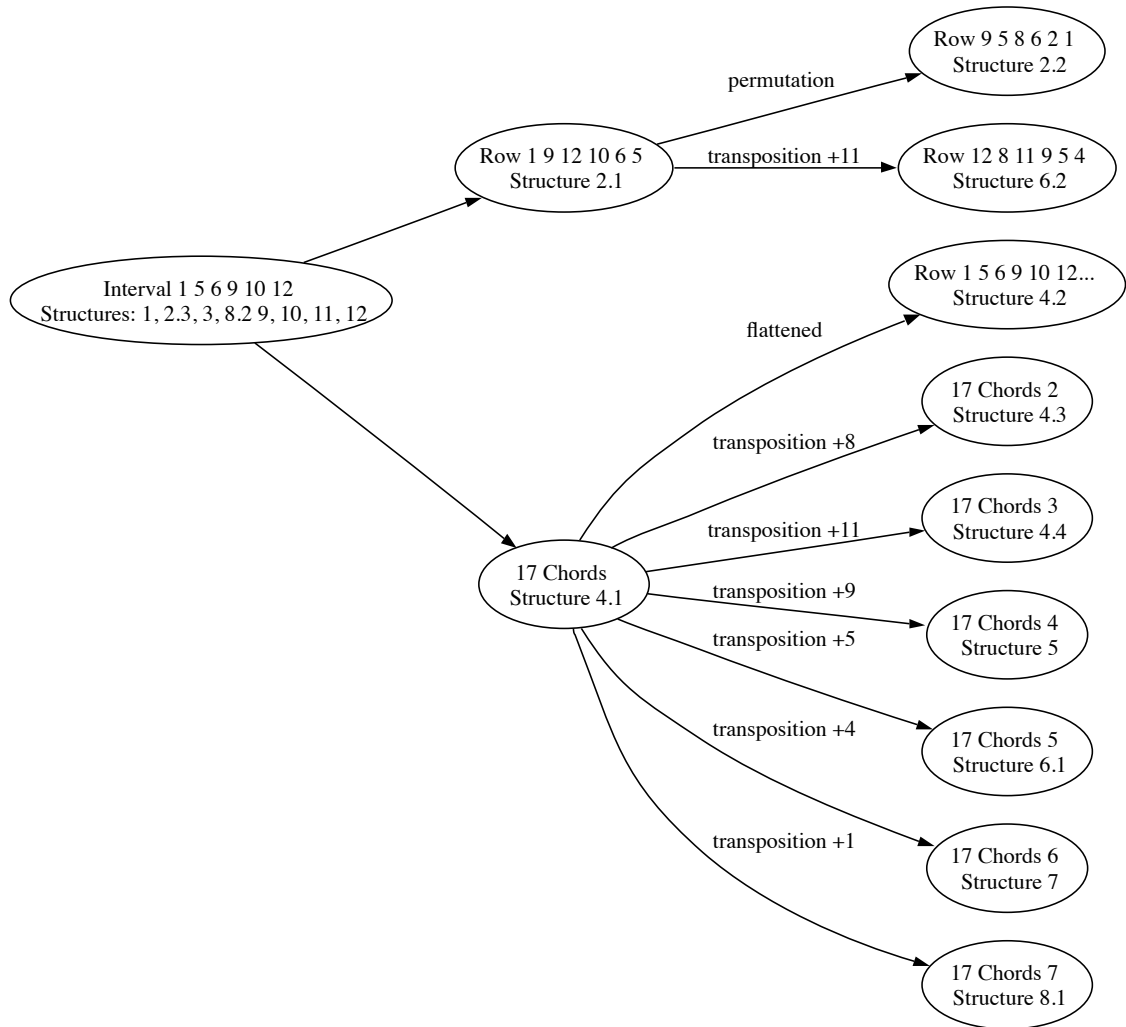 Row 9 5 8 6 2 1
Structure 2.2
permutation
Row 1 9 12 10 6 5
Structure 2.1
transposition +11
Row 12 8 11 9 5 4
Structure 6.2
Interval 1 5 6 9 10 12
Structures: 1, 2.3, 3, 8.2 9, 10, 11, 12
Row 1 5 6 9 10 12...
Structure 4.2
flattened
17 Chords 2
Structure 4.3
transposition +8
17 Chords 3
Structure 4.4
transposition +11
17 Chords
Structure 4.1
transposition +9
17 Chords 4
Structure 5
transposition +5
17 Chords 5
Structure 6.1
transposition +4
17 Chords 6
Structure 7
transposition +1
17 Chords 7
Structure 8.1